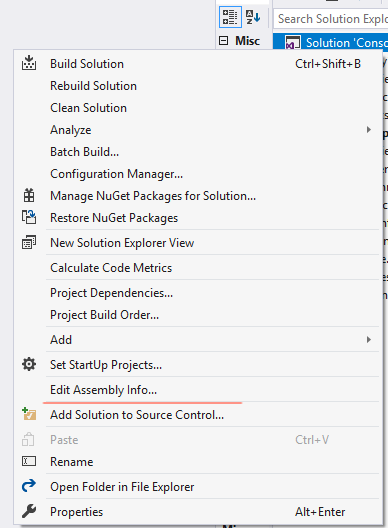 Search Solution Explo
Misc
Solution 'Conso
Build Solution Ctrl+Shift+B
Rebuild Solution
Clean Solution
Analyze
Batch Build...
Configuration Manager...
Manage NuGet Packages for Solution...
Restore NuGet Packages
New Solution Explorer View
Calculate Code Metrics
Project Dependencies...
Project Build Order...
Add
Set StartUp Projects...
Edit Assembly Info...
Add Solution to Source Control...
Paste Ctrl+V
Rename
Open Folder in File Explorer
Properties Alt+Enter